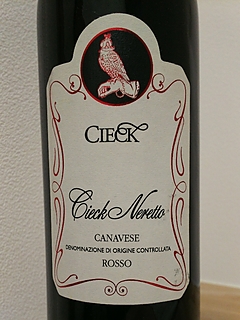 CIECK
Cieck Neretto
CANAVESE
DENOMINAZIONE DI ORIGINE CONTROLLATA
ROSSO